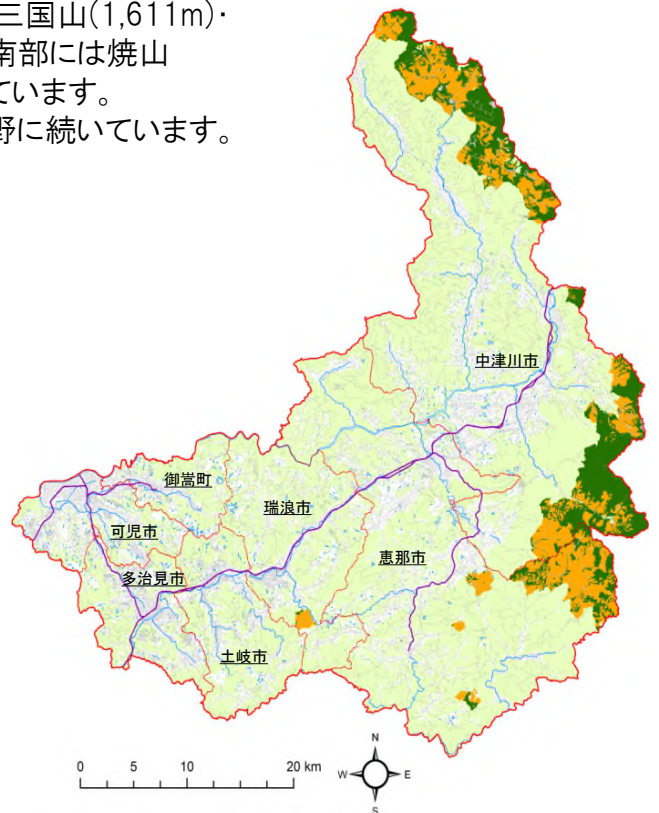 三国山(1,611m)・
南部には焼山
ています。
野に続いています。
中津川市
御嵩町
瑞浪市
可児市
恵那市
多治見市
土岐市
0 5 10 20 km
N
W E
S